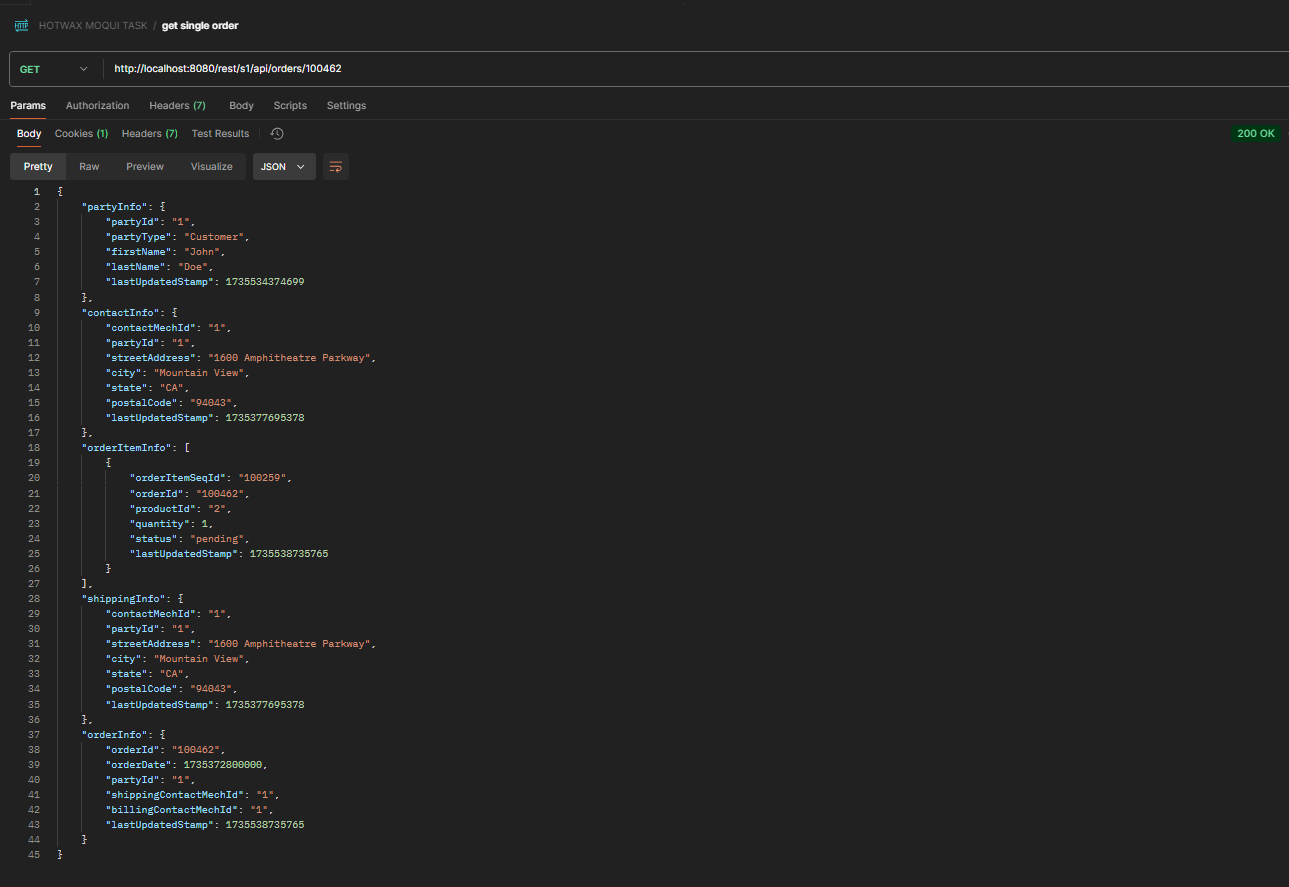 HTTP HOTWAX MOQUI TASK / get single order
GET http://localhost:8080/rest/s1/api/orders/100462
Params Authorization Headers (7) Body Scripts Settings
Body Cookies (1) Headers (7) Test Results 200 OK
Pretty Raw Preview Visualize JSON
1 {
2 "partyInfo": {
3 "partyId": "1",
4 "partyType": "Customer",
5 "firstName": "John",
6 "lastName": "Doe",
7 "lastUpdatedStamp": 1735534374699
8 },
9 "contactInfo": {
10 "contactMechId": "1",
11 "partyId": "1",
12 "streetAddress": "1600 Amphitheatre Parkway",
13 "city": "Mountain View",
14 "state": "CA",
15 "postalCode": "94043",
16 "lastUpdatedStamp": 1735377695378
17 },
18 "orderItemInfo": [
19 {
20 "orderItemSeqId": "100259",
21 "orderId": "100462",
22 "productId": "2",
23 "quantity": 1,
24 "status": "pending",
25 "lastUpdatedStamp": 1735538735765
26 }
27 ],
28 "shippingInfo": {
29 "contactMechId": "1",
30 "partyId": "1",
31 "streetAddress": "1600 Amphitheatre Parkway",
32 "city": "Mountain View",
33 "state": "CA",
34 "postalCode": "94043",
35 "lastUpdatedStamp": 1735377695378
36 },
37 "orderInfo": {
38 "orderId": "100462",
39 "orderDate": 1735372800000,
40 "partyId": "1",
41 "shippingContactMechId": "1",
42 "billingContactMechId": "1",
43 "lastUpdatedStamp": 1735538735765
44 }
45 }